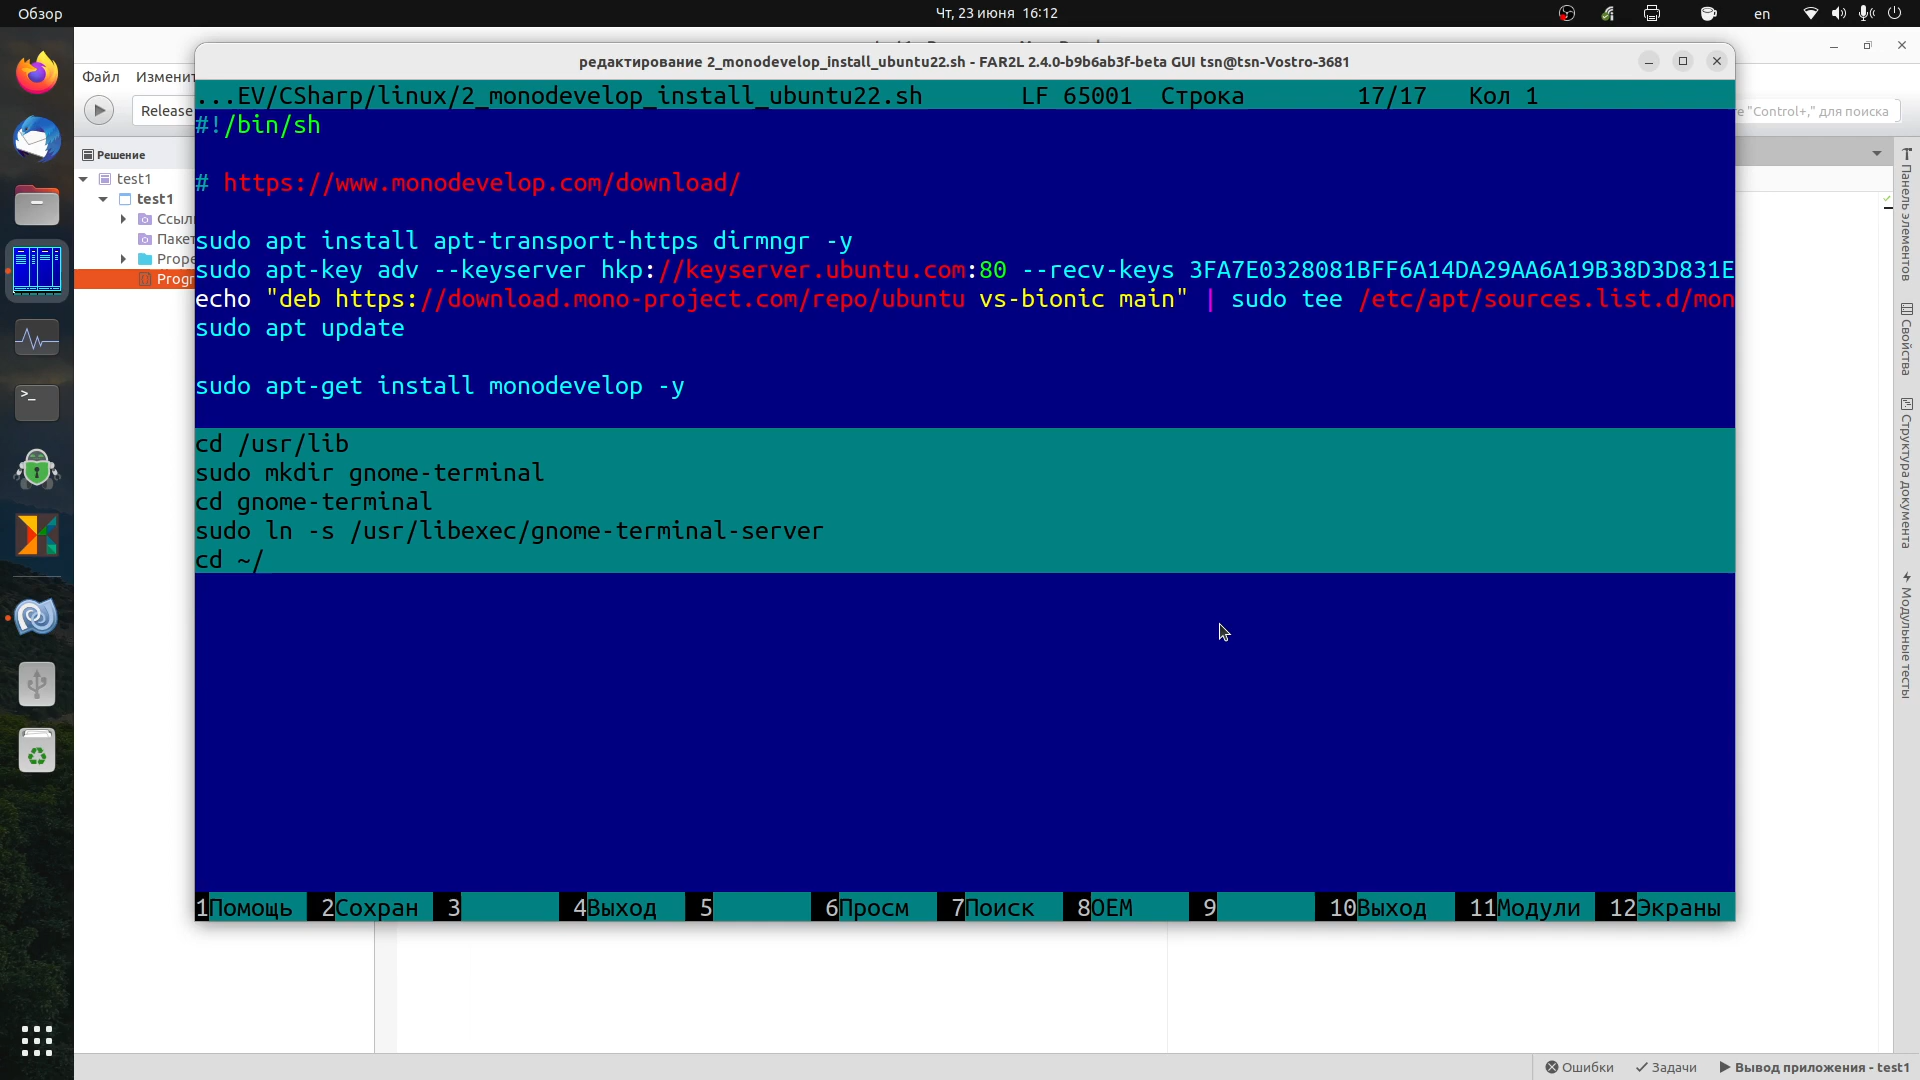 Обзор
Чт, 23 июня 16:12
en
редактирование 2_monodevelop_install_ubuntu22.sh - FAR2L 2.4.0-b9b6ab3f-beta GUI tsn@tsn-Vostro-3681
Файл Изменит
Release
"Control+," для поиска
Решение
test1
test1
Ссыл
Пакет
Prope
Progr
...EV/CSharp/linux/2_monodevelop_install_ubuntu22.sh LF 65001 Строка 17/17 Кол 1
#!/bin/sh
# https://www.monodevelop.com/download/
sudo apt install apt-transport-https dirmngr -y
sudo apt-key adv --keyserver hkp://keyserver.ubuntu.com:80 --recv-keys 3FA7E0328081BFF6A14DA29AA6A19B38D3D831E
echo "deb https://download.mono-project.com/repo/ubuntu vs-bionic main" | sudo tee /etc/apt/sources.list.d/mon
sudo apt update
sudo apt-get install monodevelop -y
cd /usr/lib
sudo mkdir gnome-terminal
cd gnome-terminal
sudo ln -s /usr/libexec/gnome-terminal-server
cd ~/
1Помощь 2Сохран 3 4Выход 5 6Просм 7Поиск 8OEM 9 10Выход 11Модули 12Экраны
Панель элементов
Свойства
Структура документа
Модульные тесты
Ошибки Задачи Вывод приложения - test1